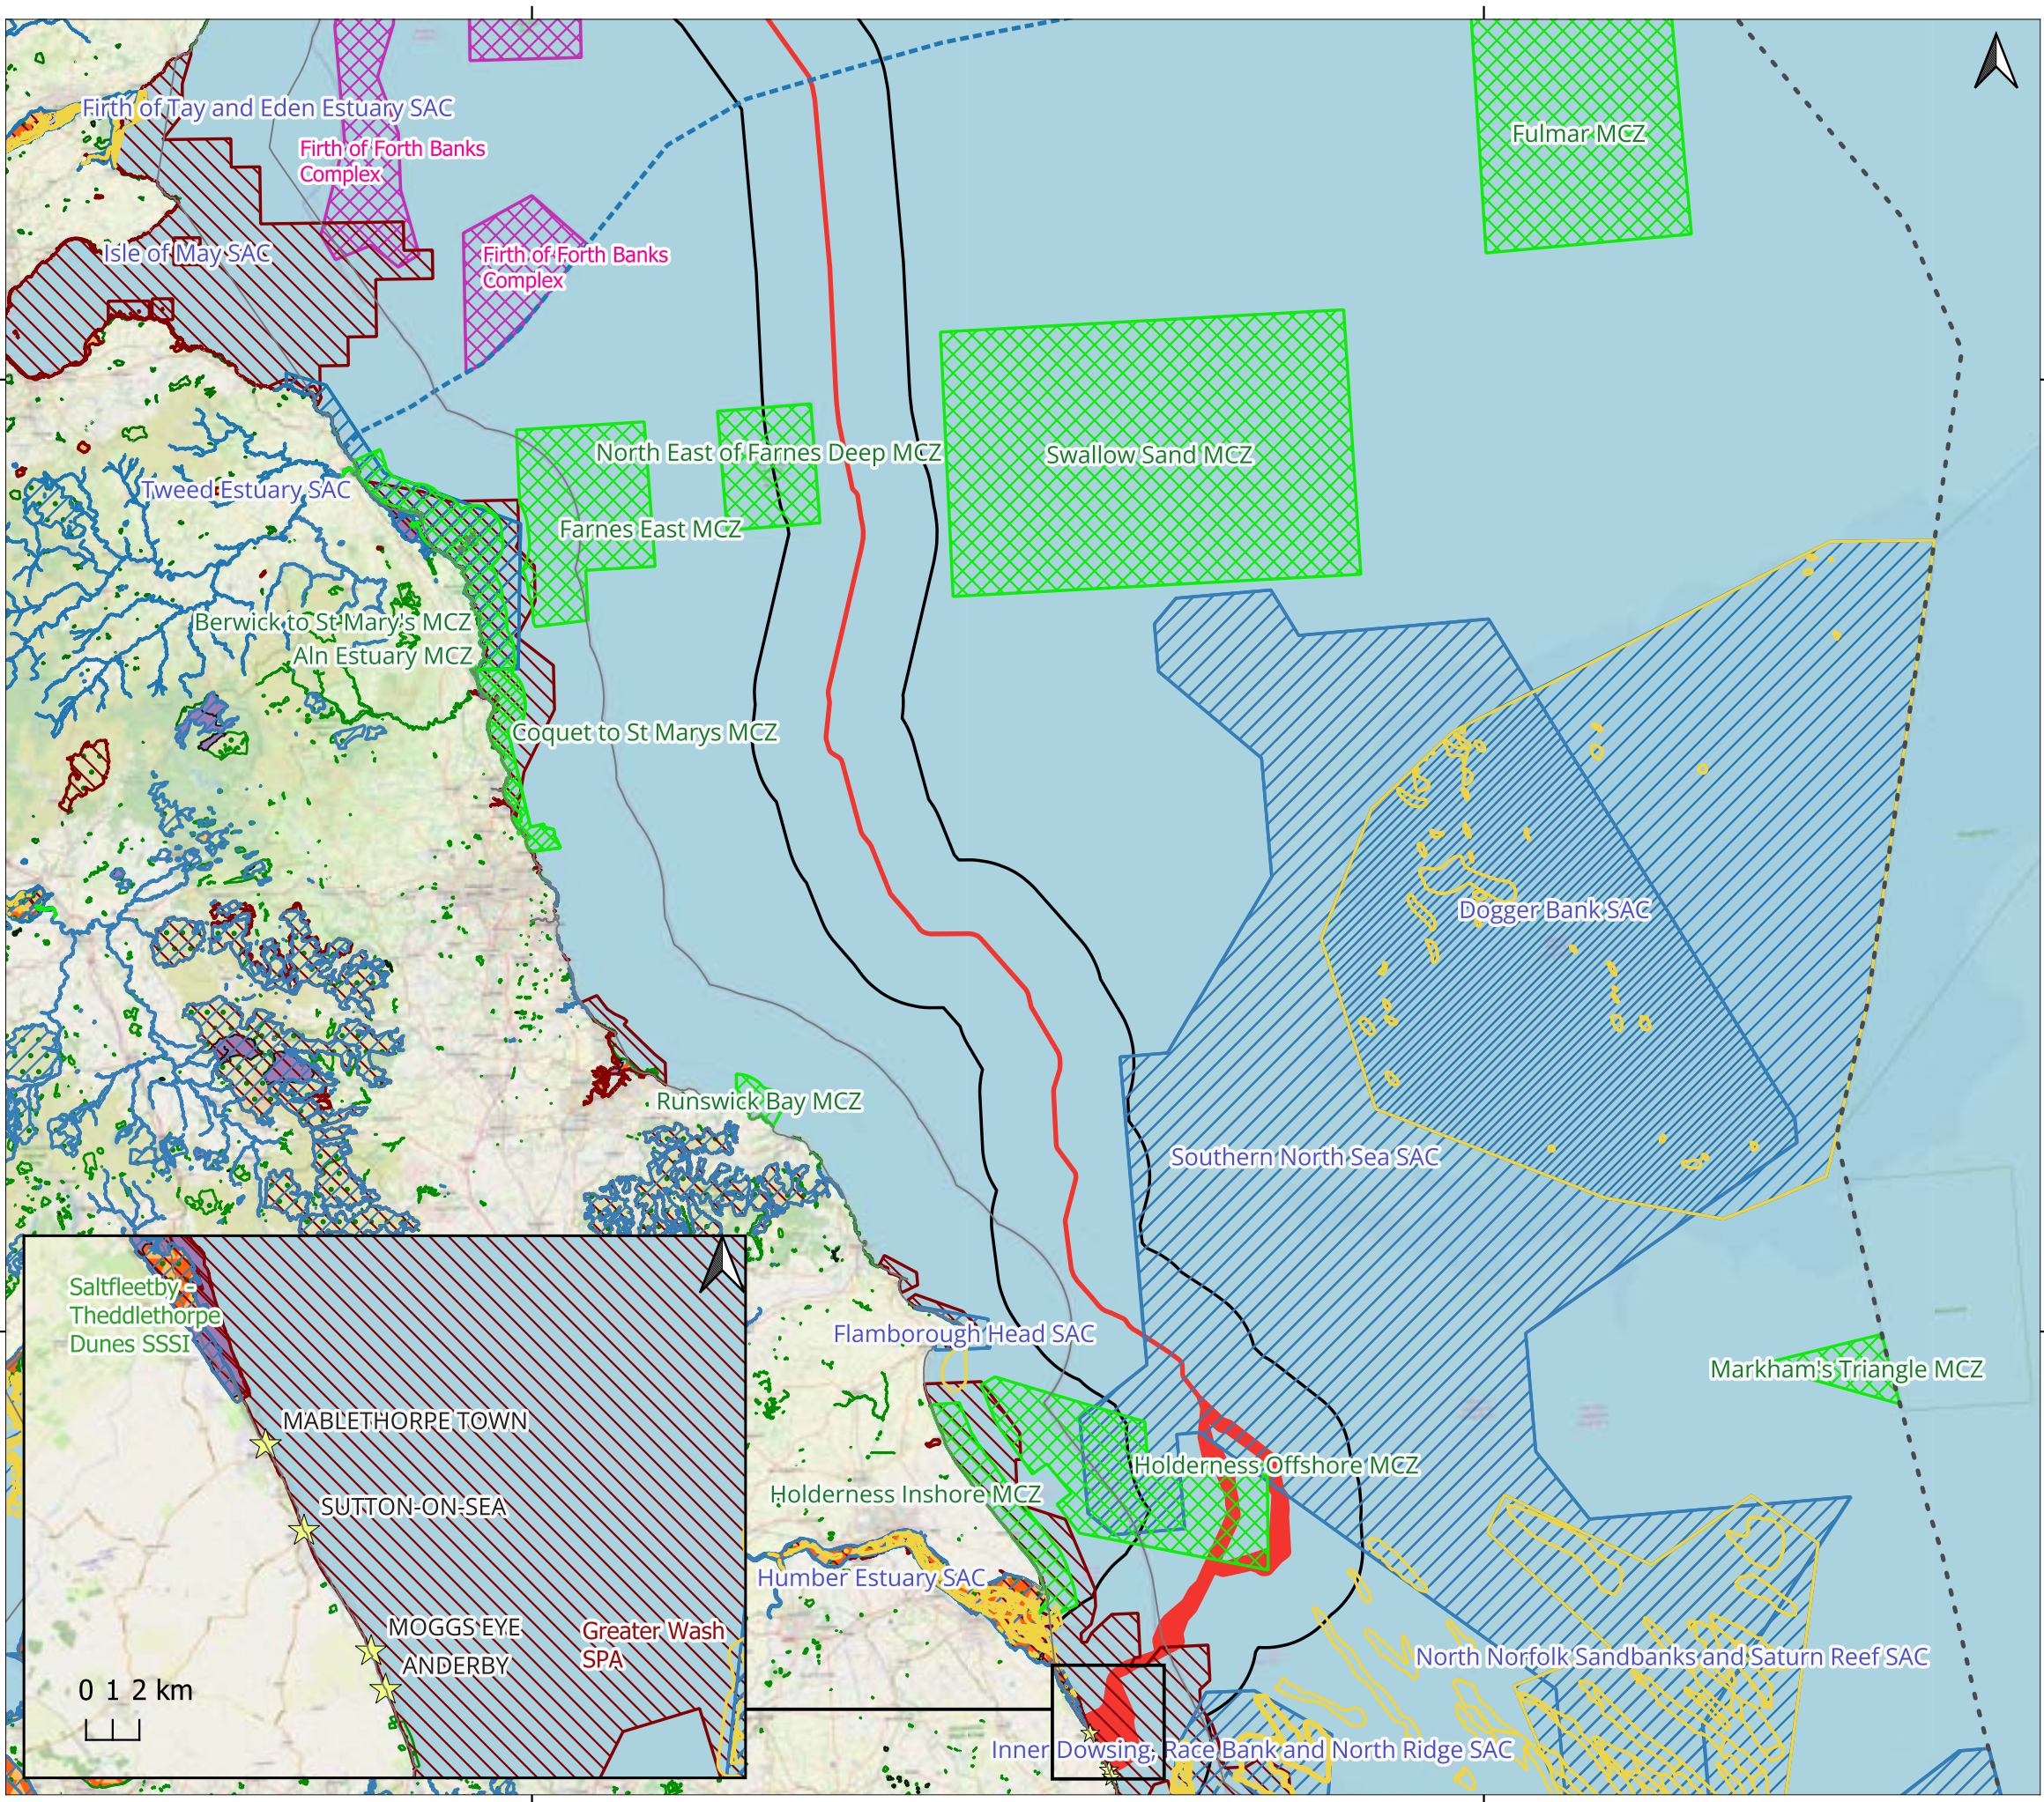 Firth of Tay and Eden Estuary SAC
Fulmar MCZ
Firth of Forth Banks
Complex
Isle of May SAC
Firth of Forth Banks
Complex
North East of Farnes Deep MCZ
Swallow Sand MCZ
Tweed Estuary SAC
Farnes East MCZ
Berwick to St Mary's MCZ
Aln Estuary MCZ
Coquet to St Marys MCZ
Dogger Bank SAC
Runswick Bay MCZ
Southern North Sea SAC
Flamborough Head SAC
Markham's Triangle MCZ
Holderness Offshore MCZ
Holderness Inshore MCZ
Humber Estuary SAC
North Norfolk Sandbanks and Saturn Reef SAC
Inner Dowsing, Race Bank and North Ridge SAC
Saltfleetby -
Theddlethorpe
Dunes SSSI
MABLETHORPE TOWN
SUTTON-ON-SEA
MOGGS EYE
ANDERBY
Greater Wash
SPA
0 1 2 km